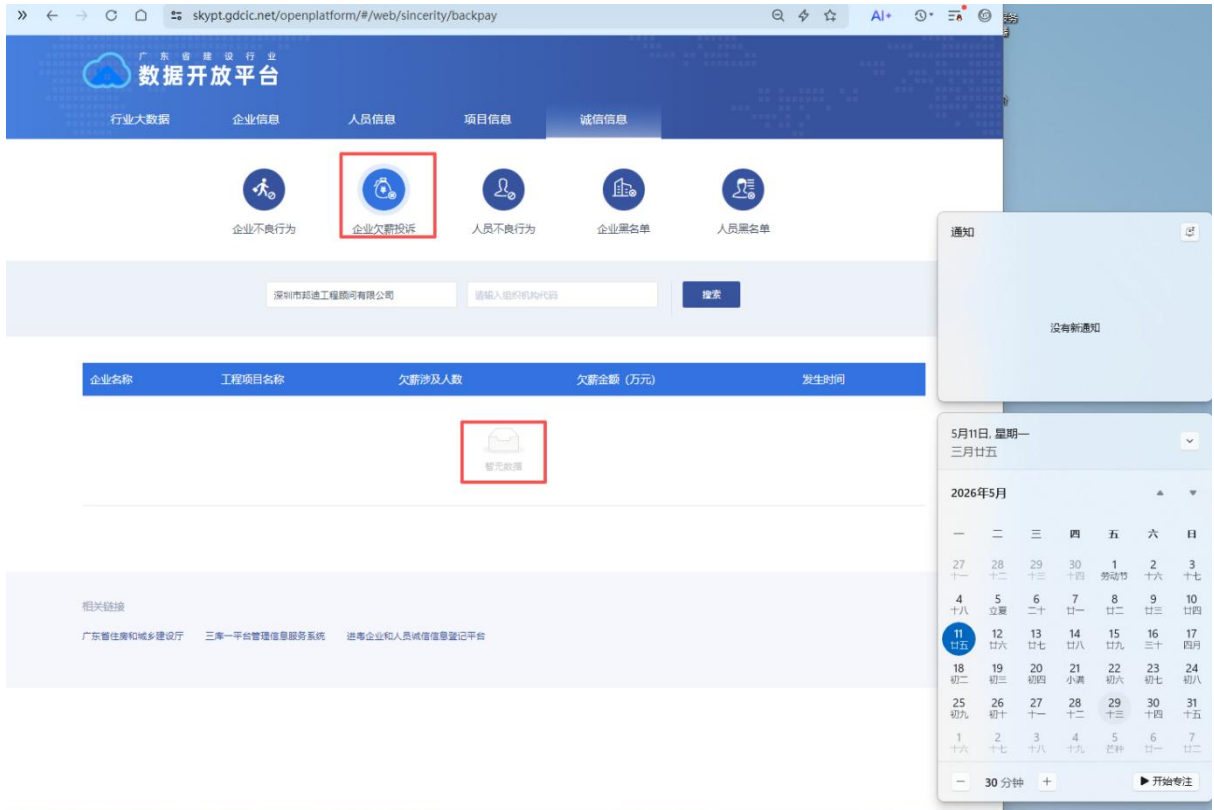 skypt.gdcic.net/openplatform/#/web/sincerity/backpay
AI+
广东省建设行业
数据开放平台
行业大数据 企业信息 人员信息 项目信息 诚信信息
企业不良行为 企业欠薪投诉 人员不良行为 企业黑名单 人员黑名单
深圳市邦迪工程顾问有限公司 请输入组织机构代码 搜索
企业名称 工程项目名称 欠薪涉及人数 欠薪金额（万元） 发生时间
暂无数据
相关链接
广东省住房和城乡建设厅 三库一平台管理信息服务系统 进粤企业和人员诚信信息登记平台
通知
没有新通知
5月11日, 星期一
三月廿五
2026年5月
一 二 三 四 五 六 日
27 28 29 30 1 2 3
十一 十二 十三 十四 劳动节 十六 十七
4 5 6 7 8 9 10
十八 立夏 二十 廿一 廿二 廿三 廿四
11 12 13 14 15 16 17
廿五 廿六 廿七 廿八 廿九 三十 四月
18 19 20 21 22 23 24
初二 初三 初四 小满 初六 初七 初八
25 26 27 28 29 30 31
初九 初十 十一 十二 十三 十四 十五
1 2 3 4 5 6 7
十六 十七 十八 十九 芒种 廿一 廿二
30 分钟 开始专注